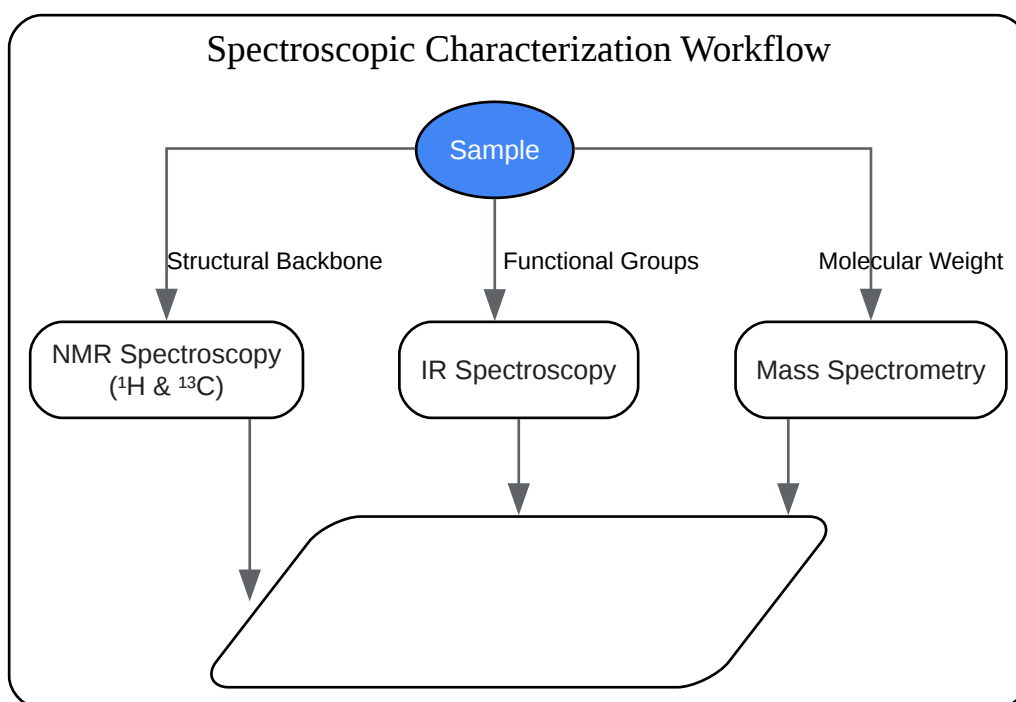 Spectroscopic Characterization Workflow
Sample
Structural Backbone
Functional Groups
Molecular Weight
NMR Spectroscopy
(¹H & ¹³C)
IR Spectroscopy
Mass Spectrometry